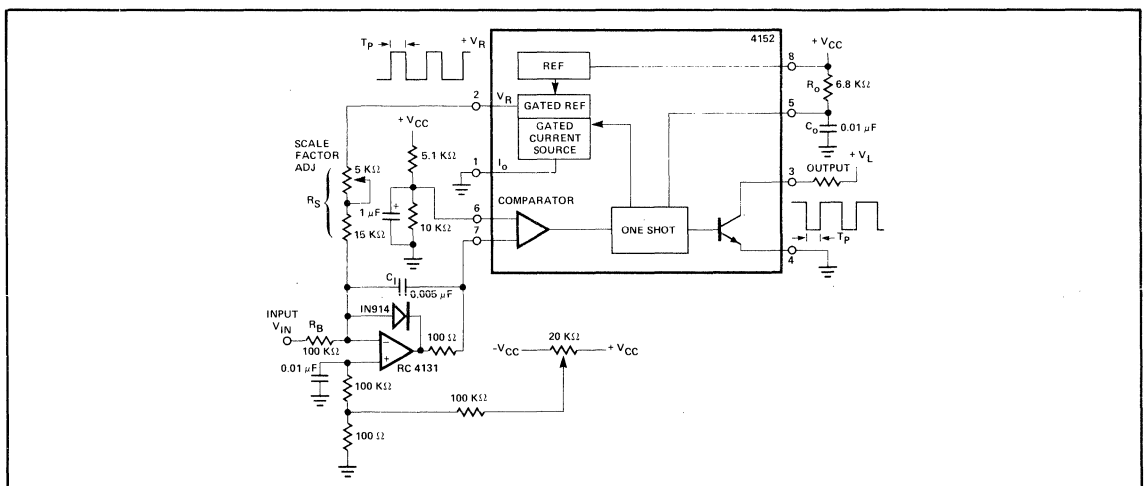 4152
T_P
+ V_R
+ V_CC
REF
8
R_o
6.8 KΩ
2
V_R
GATED REF
5
+ V_CC
GATED
CURRENT
SOURCE
C_o
0.01 μF
SCALE
FACTOR
ADJ
5.1 KΩ
+ V_L
1
I_o
3
OUTPUT
5 KΩ
COMPARATOR
R_S
1 μF
+
6
10 KΩ
7
ONE SHOT
15 KΩ
T_P
4
C_I
0.005 μF
IN914
INPUT
V_IN
R_B
100 KΩ
−
+
100 Ω
20 KΩ
-V_CC
+ V_CC
RC 4131
0.01 μF
100 KΩ
100 KΩ
100 Ω